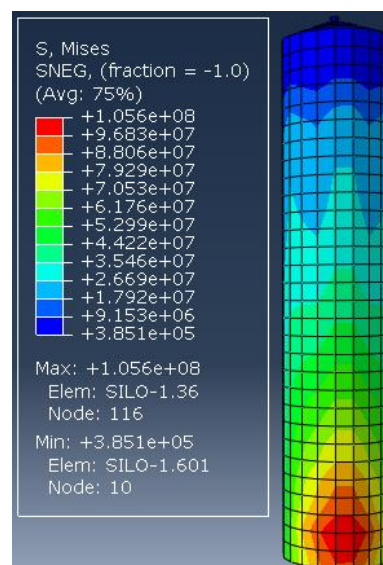 S, Mises
SNEG, (fraction = -1.0)
(Avg: 75%)
+1.056e+08
+9.683e+07
+8.806e+07
+7.929e+07
+7.053e+07
+6.176e+07
+5.299e+07
+4.422e+07
+3.546e+07
+2.669e+07
+1.792e+07
+9.153e+06
+3.851e+05
Max: +1.056e+08
Elem: SILO-1.36
Node: 116
Min: +3.851e+05
Elem: SILO-1.601
Node: 10